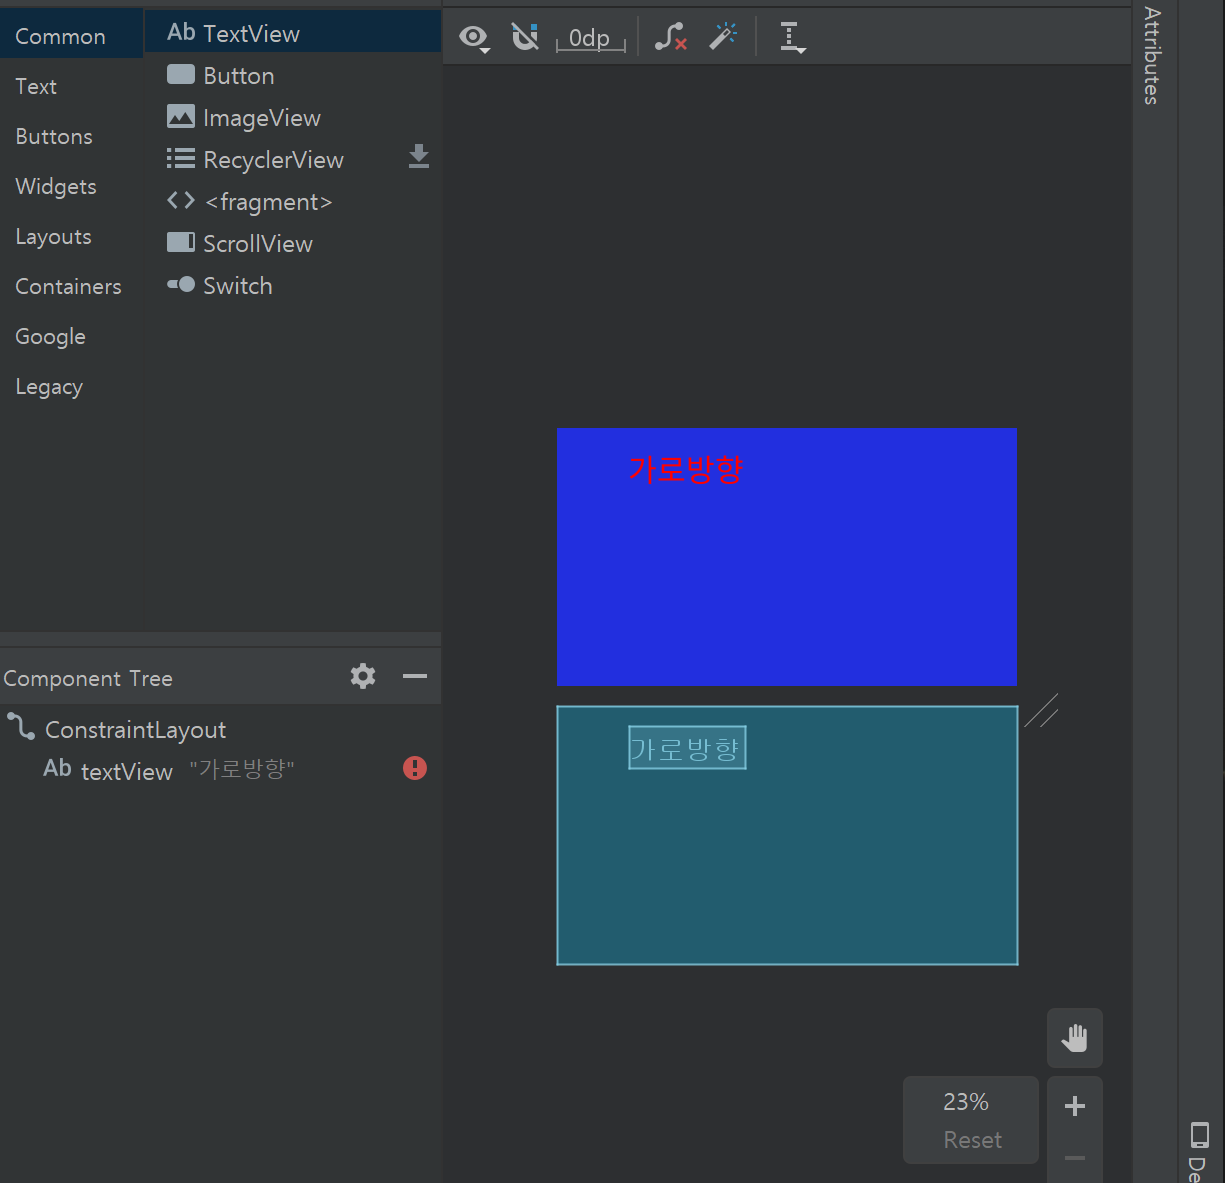 Common
Text
Buttons
Widgets
Layouts
Containers
Google
Legacy
Ab TextView
Button
ImageView
RecyclerView
<fragment>
ScrollView
Switch
0dp
Attributes
가로방향
가로방향
Component Tree
ConstraintLayout
Ab textView "가로방향"
23%
Reset
De